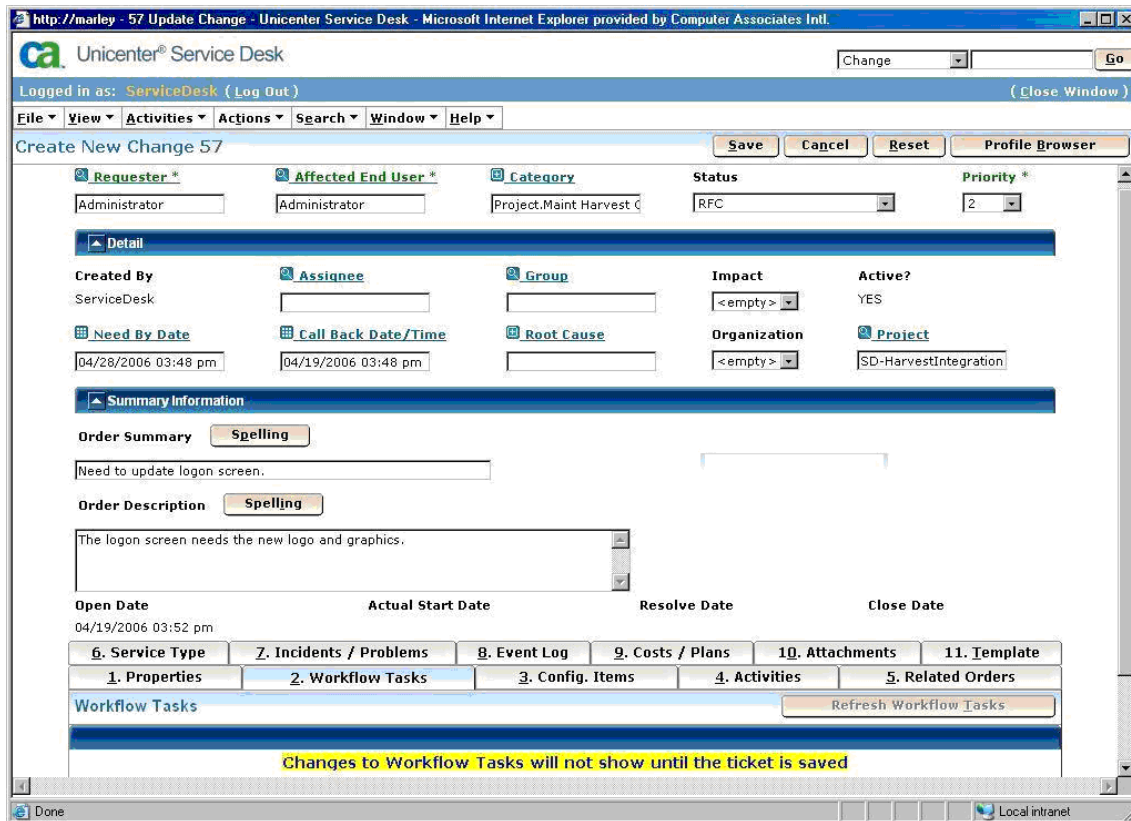 http://marley - 57 Update Change - Unicenter Service Desk - Microsoft Internet Explorer provided by Computer Associates Intl.
ca Unicenter® Service Desk
Change Go
Logged in as: ServiceDesk ( Log Out ) ( Close Window )
File View Activities Actions Search Window Help
Create New Change 57 Save Cancel Reset Profile Browser
Requester * Affected End User * Category Status Priority *
Administrator Administrator Project.Maint Harvest RFC 2
Detail
Created By Assignee Group Impact Active?
ServiceDesk <empty> YES
Need By Date Call Back Date/Time Root Cause Organization Project
04/28/2006 03:48 pm 04/19/2006 03:48 pm <empty> SD-HarvestIntegration
Summary Information
Order Summary Spelling
Need to update logon screen.
Order Description Spelling
The logon screen needs the new logo and graphics.
Open Date Actual Start Date Resolve Date Close Date
04/19/2006 03:52 pm
6. Service Type 7. Incidents / Problems 8. Event Log 9. Costs / Plans 10. Attachments 11. Template
1. Properties 2. Workflow Tasks 3. Config. Items 4. Activities 5. Related Orders
Workflow Tasks Refresh Workflow Tasks
Changes to Workflow Tasks will not show until the ticket is saved
Done Local intranet